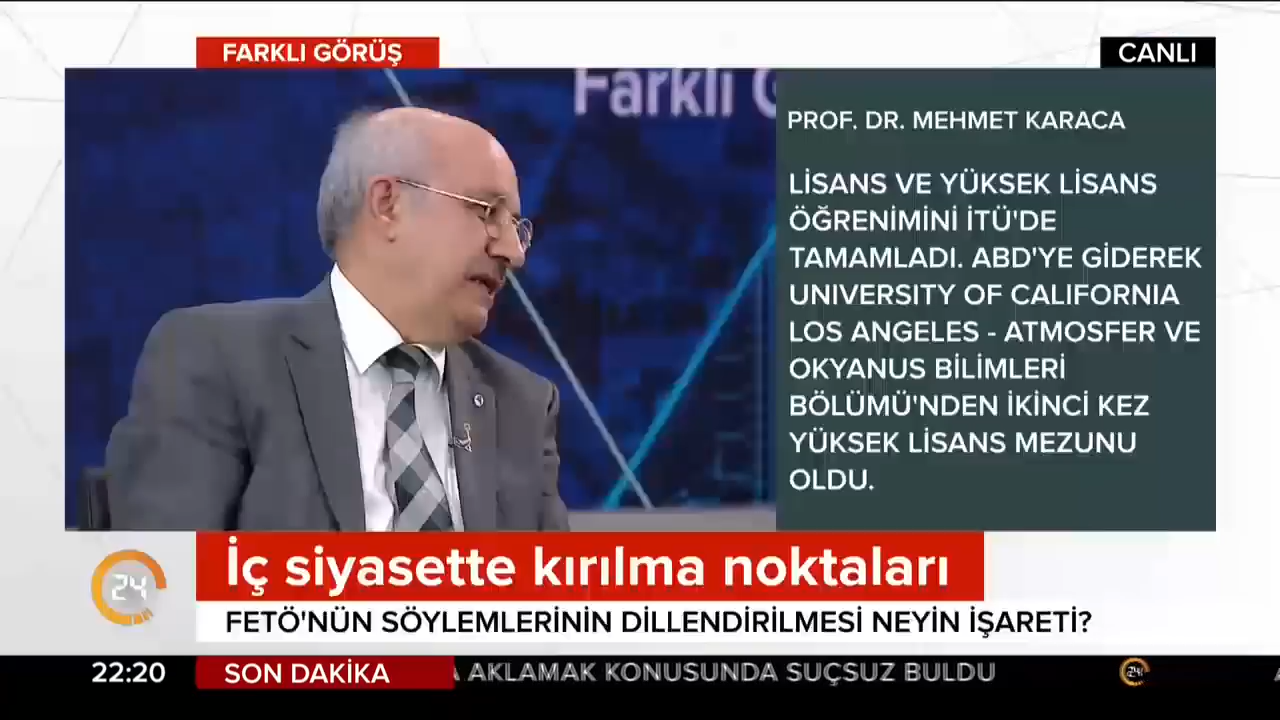 FARKLI GÖRÜŞ
CANLI
Farklı G
PROF. DR. MEHMET KARACA
LİSANS VE YÜKSEK LİSANS
ÖĞRENİMİNİ İTÜ'DE
TAMAMLADI. ABD'YE GİDEREK
UNIVERSITY OF CALIFORNIA
LOS ANGELES - ATMOSFER VE
OKYANUS BİLİMLERİ
BÖLÜMÜ'NDEN İKİNCİ KEZ
YÜKSEK LİSANS MEZUNU
OLDU.
24
İç siyasette kırılma noktaları
FETÖ'NÜN SÖYLEMLERİNİN DİLLENDİRİLMESİ NEYİN İŞARETİ?
22:20
SON DAKİKA
AKLAMAK KONUSUNDA SUÇSUZ BULDU
24